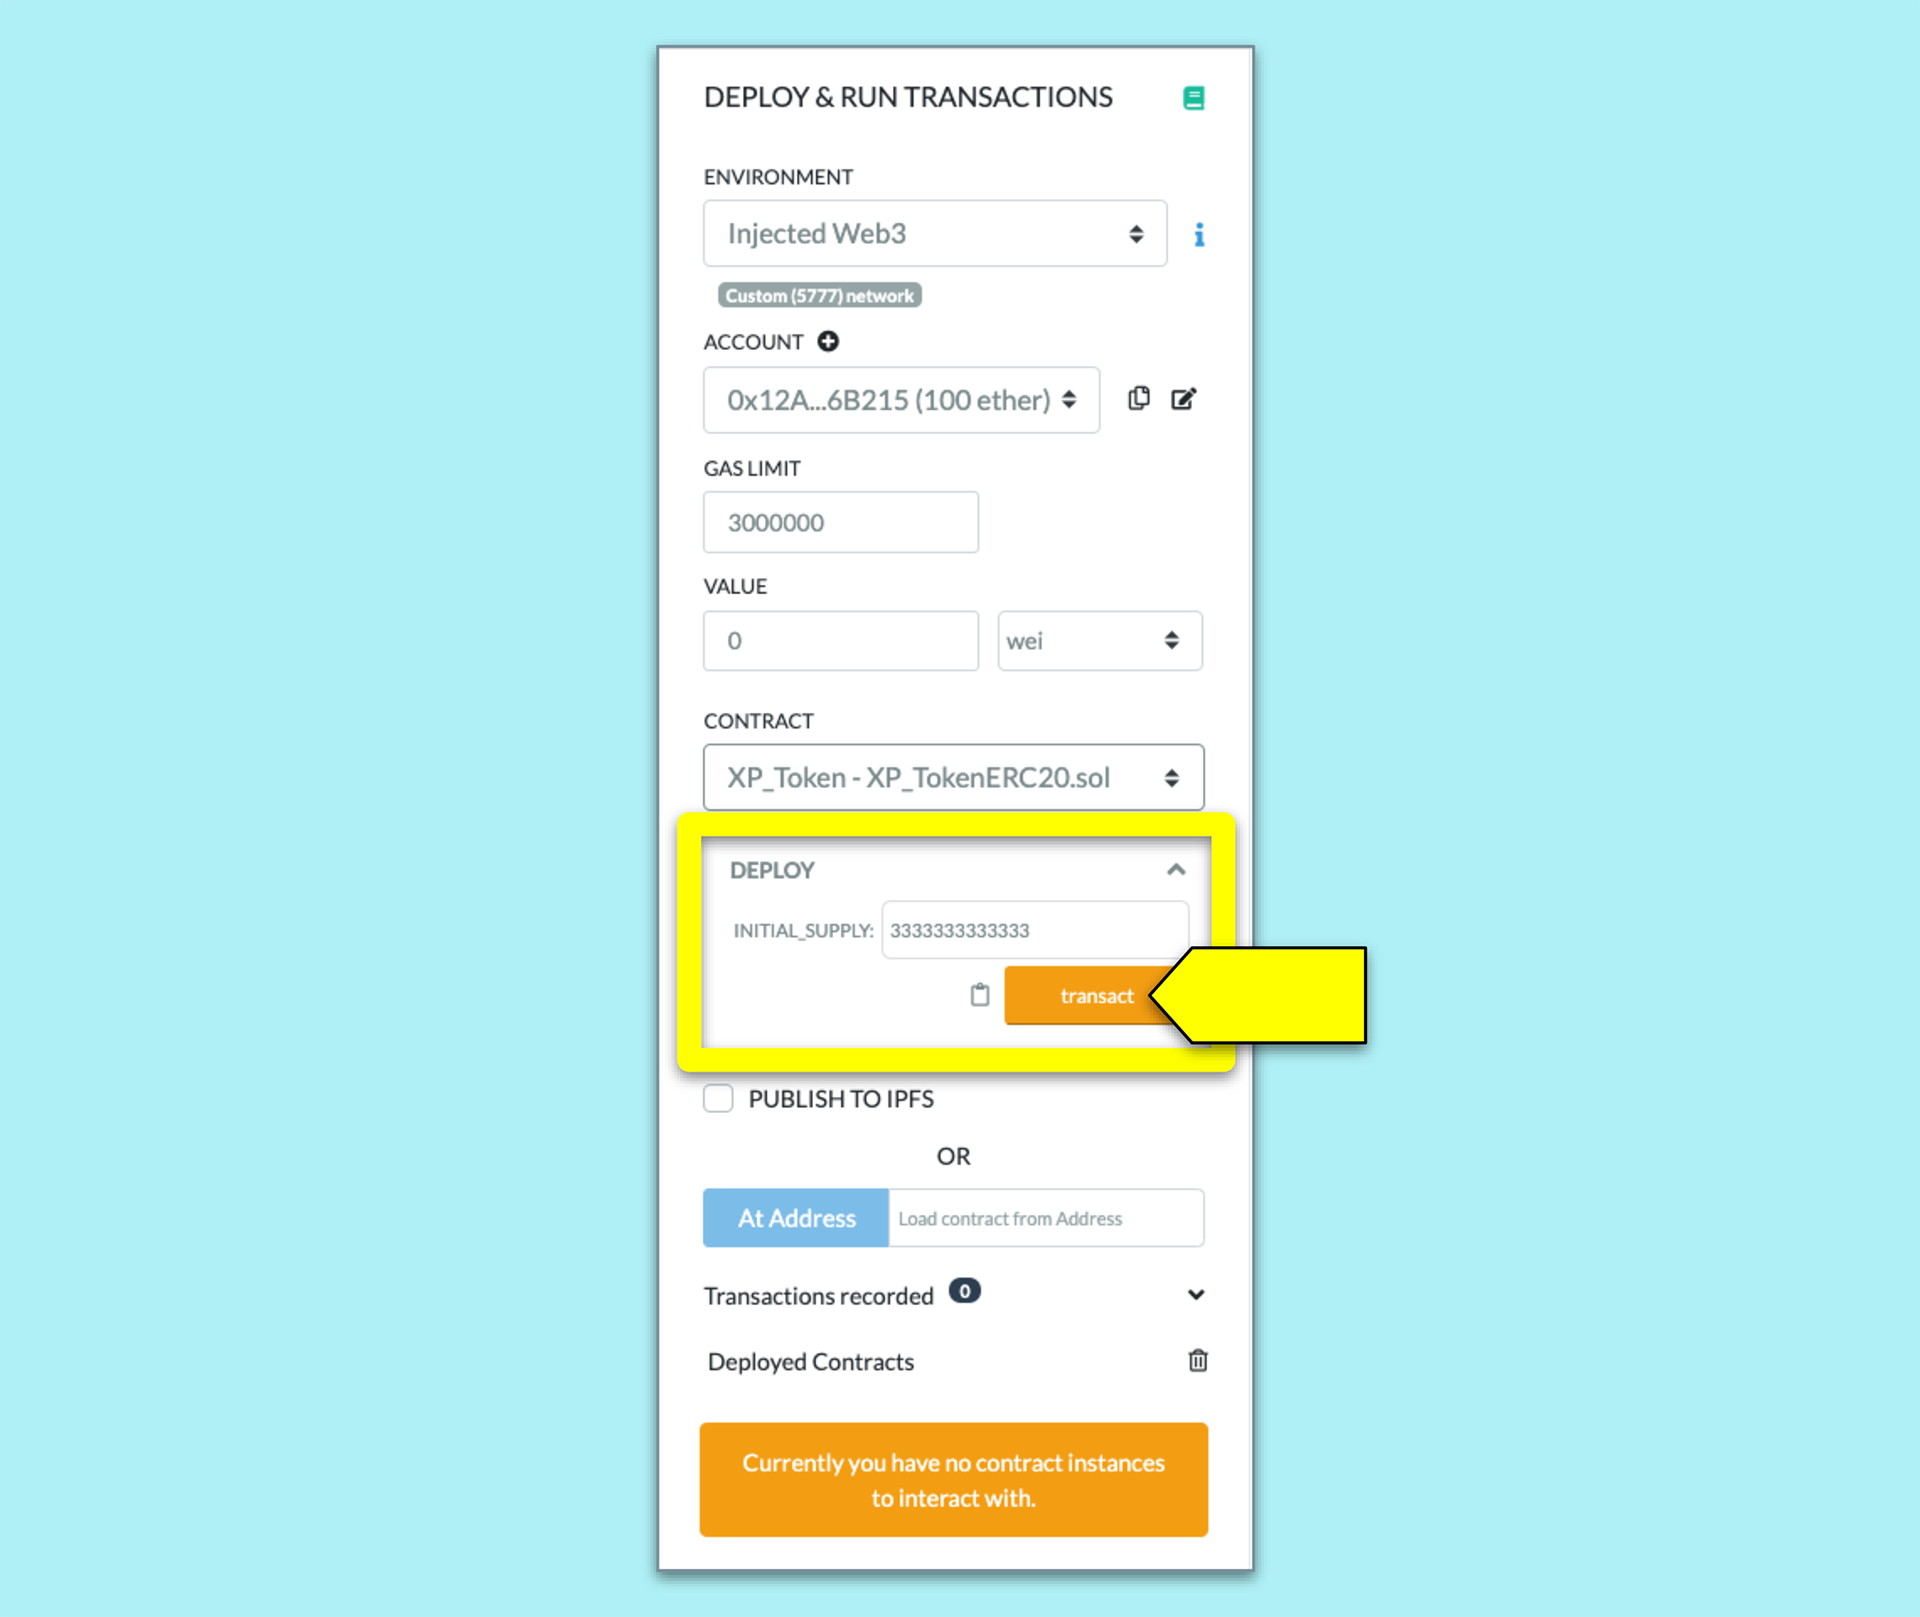 DEPLOY & RUN TRANSACTIONS
ENVIRONMENT
Injected Web3
Custom (5777) network
ACCOUNT
0x12A...6B215 (100 ether)
GAS LIMIT
3000000
VALUE
0
wei
CONTRACT
XP_Token - XP_TokenERC20.sol
DEPLOY
INITIAL_SUPPLY: 3333333333333
transact
PUBLISH TO IPFS
OR
At Address
Load contract from Address
Transactions recorded 0
Deployed Contracts
Currently you have no contract instances
to interact with.